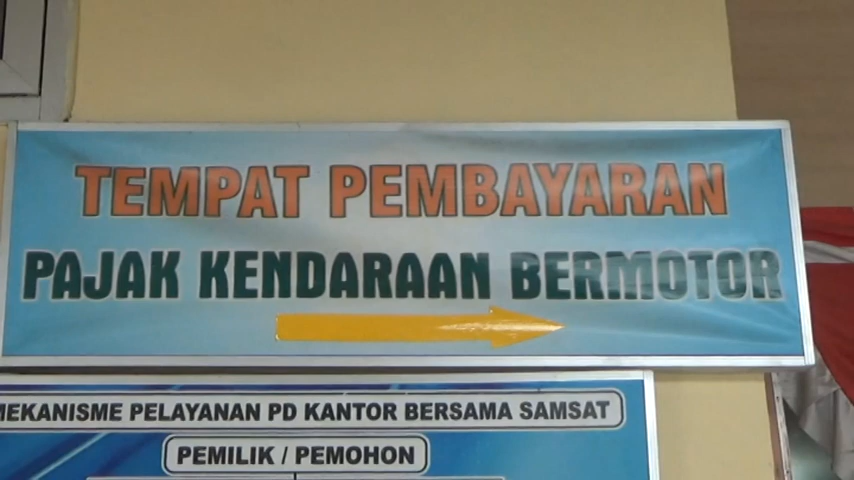 TEMPAT PEMBAYARAN
PAJAK KENDARAAN BERMOTOR
MEKANISME PELAYANAN PD KANTOR BERSAMA SAMSAT
PEMILIK / PEMOHON